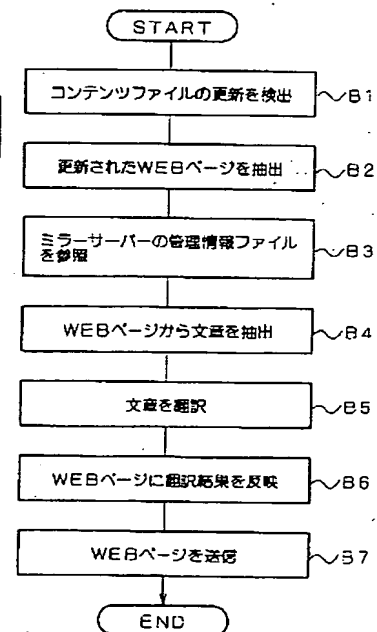 START
コンテンツファイルの更新を検出
B1
更新されたWEBページを抽出
B2
ミラーサーバーの管理情報ファイル
を参照
B3
WEBページから文章を抽出
B4
文章を翻訳
B5
WEBページに翻訳結果を反映
B6
WEBページを送信
B7
END